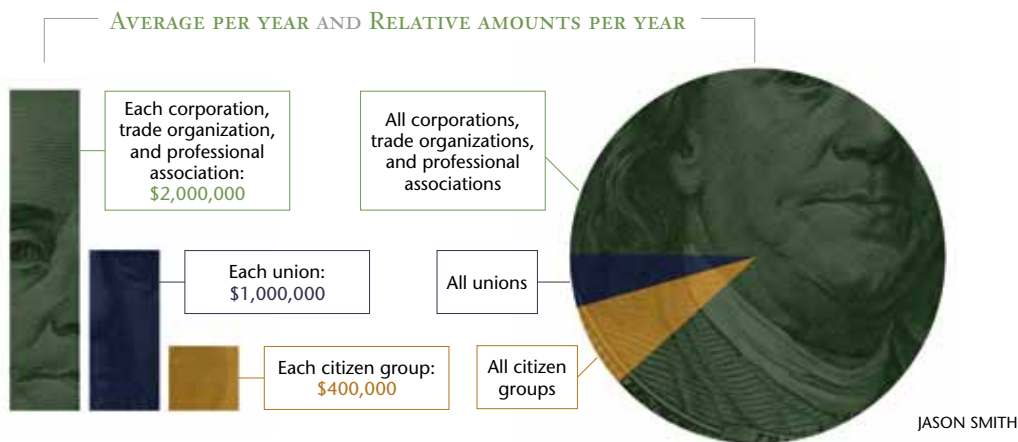 AVERAGE PER YEAR AND RELATIVE AMOUNTS PER YEAR
Each corporation,
trade organization,
and professional
association:
$2,000,000
Each union:
$1,000,000
Each citizen group:
$400,000
All corporations,
trade organizations,
and professional
associations
All unions
All citizen
groups
JASON SMITH